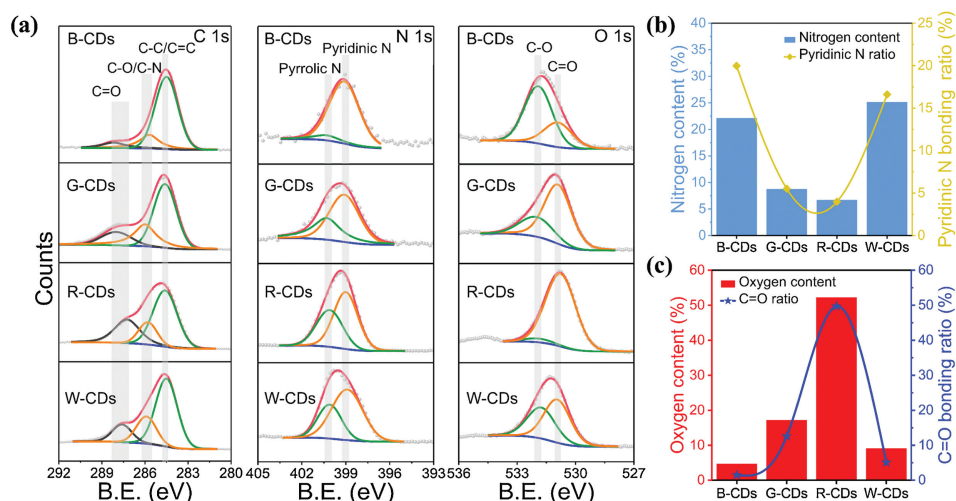 (a)
B-CDs C 1s
C-C/C=C
C-O/C-N
C=O
G-CDs
R-CDs
W-CDs
Counts
292 288 284 280
B.E. (eV)
B-CDs N 1s
Pyridinic N
Pyrrolic N
G-CDs
R-CDs
W-CDs
405 402 399 396 393
B.E. (eV)
B-CDs O 1s
C-O
C=O
G-CDs
R-CDs
W-CDs
536 533 530 527
B.E. (eV)
(b)
Nitrogen content (%)
40
35
30
25
20
15
10
5
0
Nitrogen content
Pyridinic N ratio
25
20
15
10
5
0
Pyridinic N bonding ratio (%)
B-CDs G-CDs R-CDs W-CDs
(c)
Oxygen content (%)
60
50
40
30
20
10
0
Oxygen content
C=O ratio
60
50
40
30
20
10
0
C=O bonding ratio (%)
B-CDs G-CDs R-CDs W-CDs